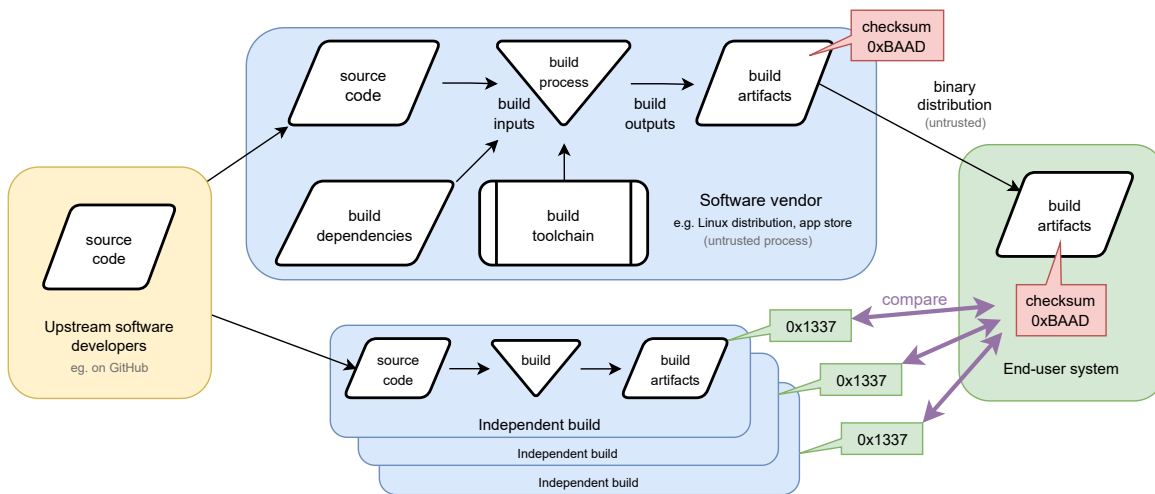 checksum
0xBAAD
source
code
build
process
build
artifacts
build
inputs
build
outputs
binary
distribution
(untrusted)
build
dependencies
build
toolchain
Software vendor
e.g. Linux distribution, app store
(untrusted process)
source
code
Upstream software
developers
eg. on GitHub
build
artifacts
checksum
0xBAAD
End-user system
compare
0x1337
0x1337
0x1337
source
code
build
build
artifacts
Independent build
Independent build
Independent build